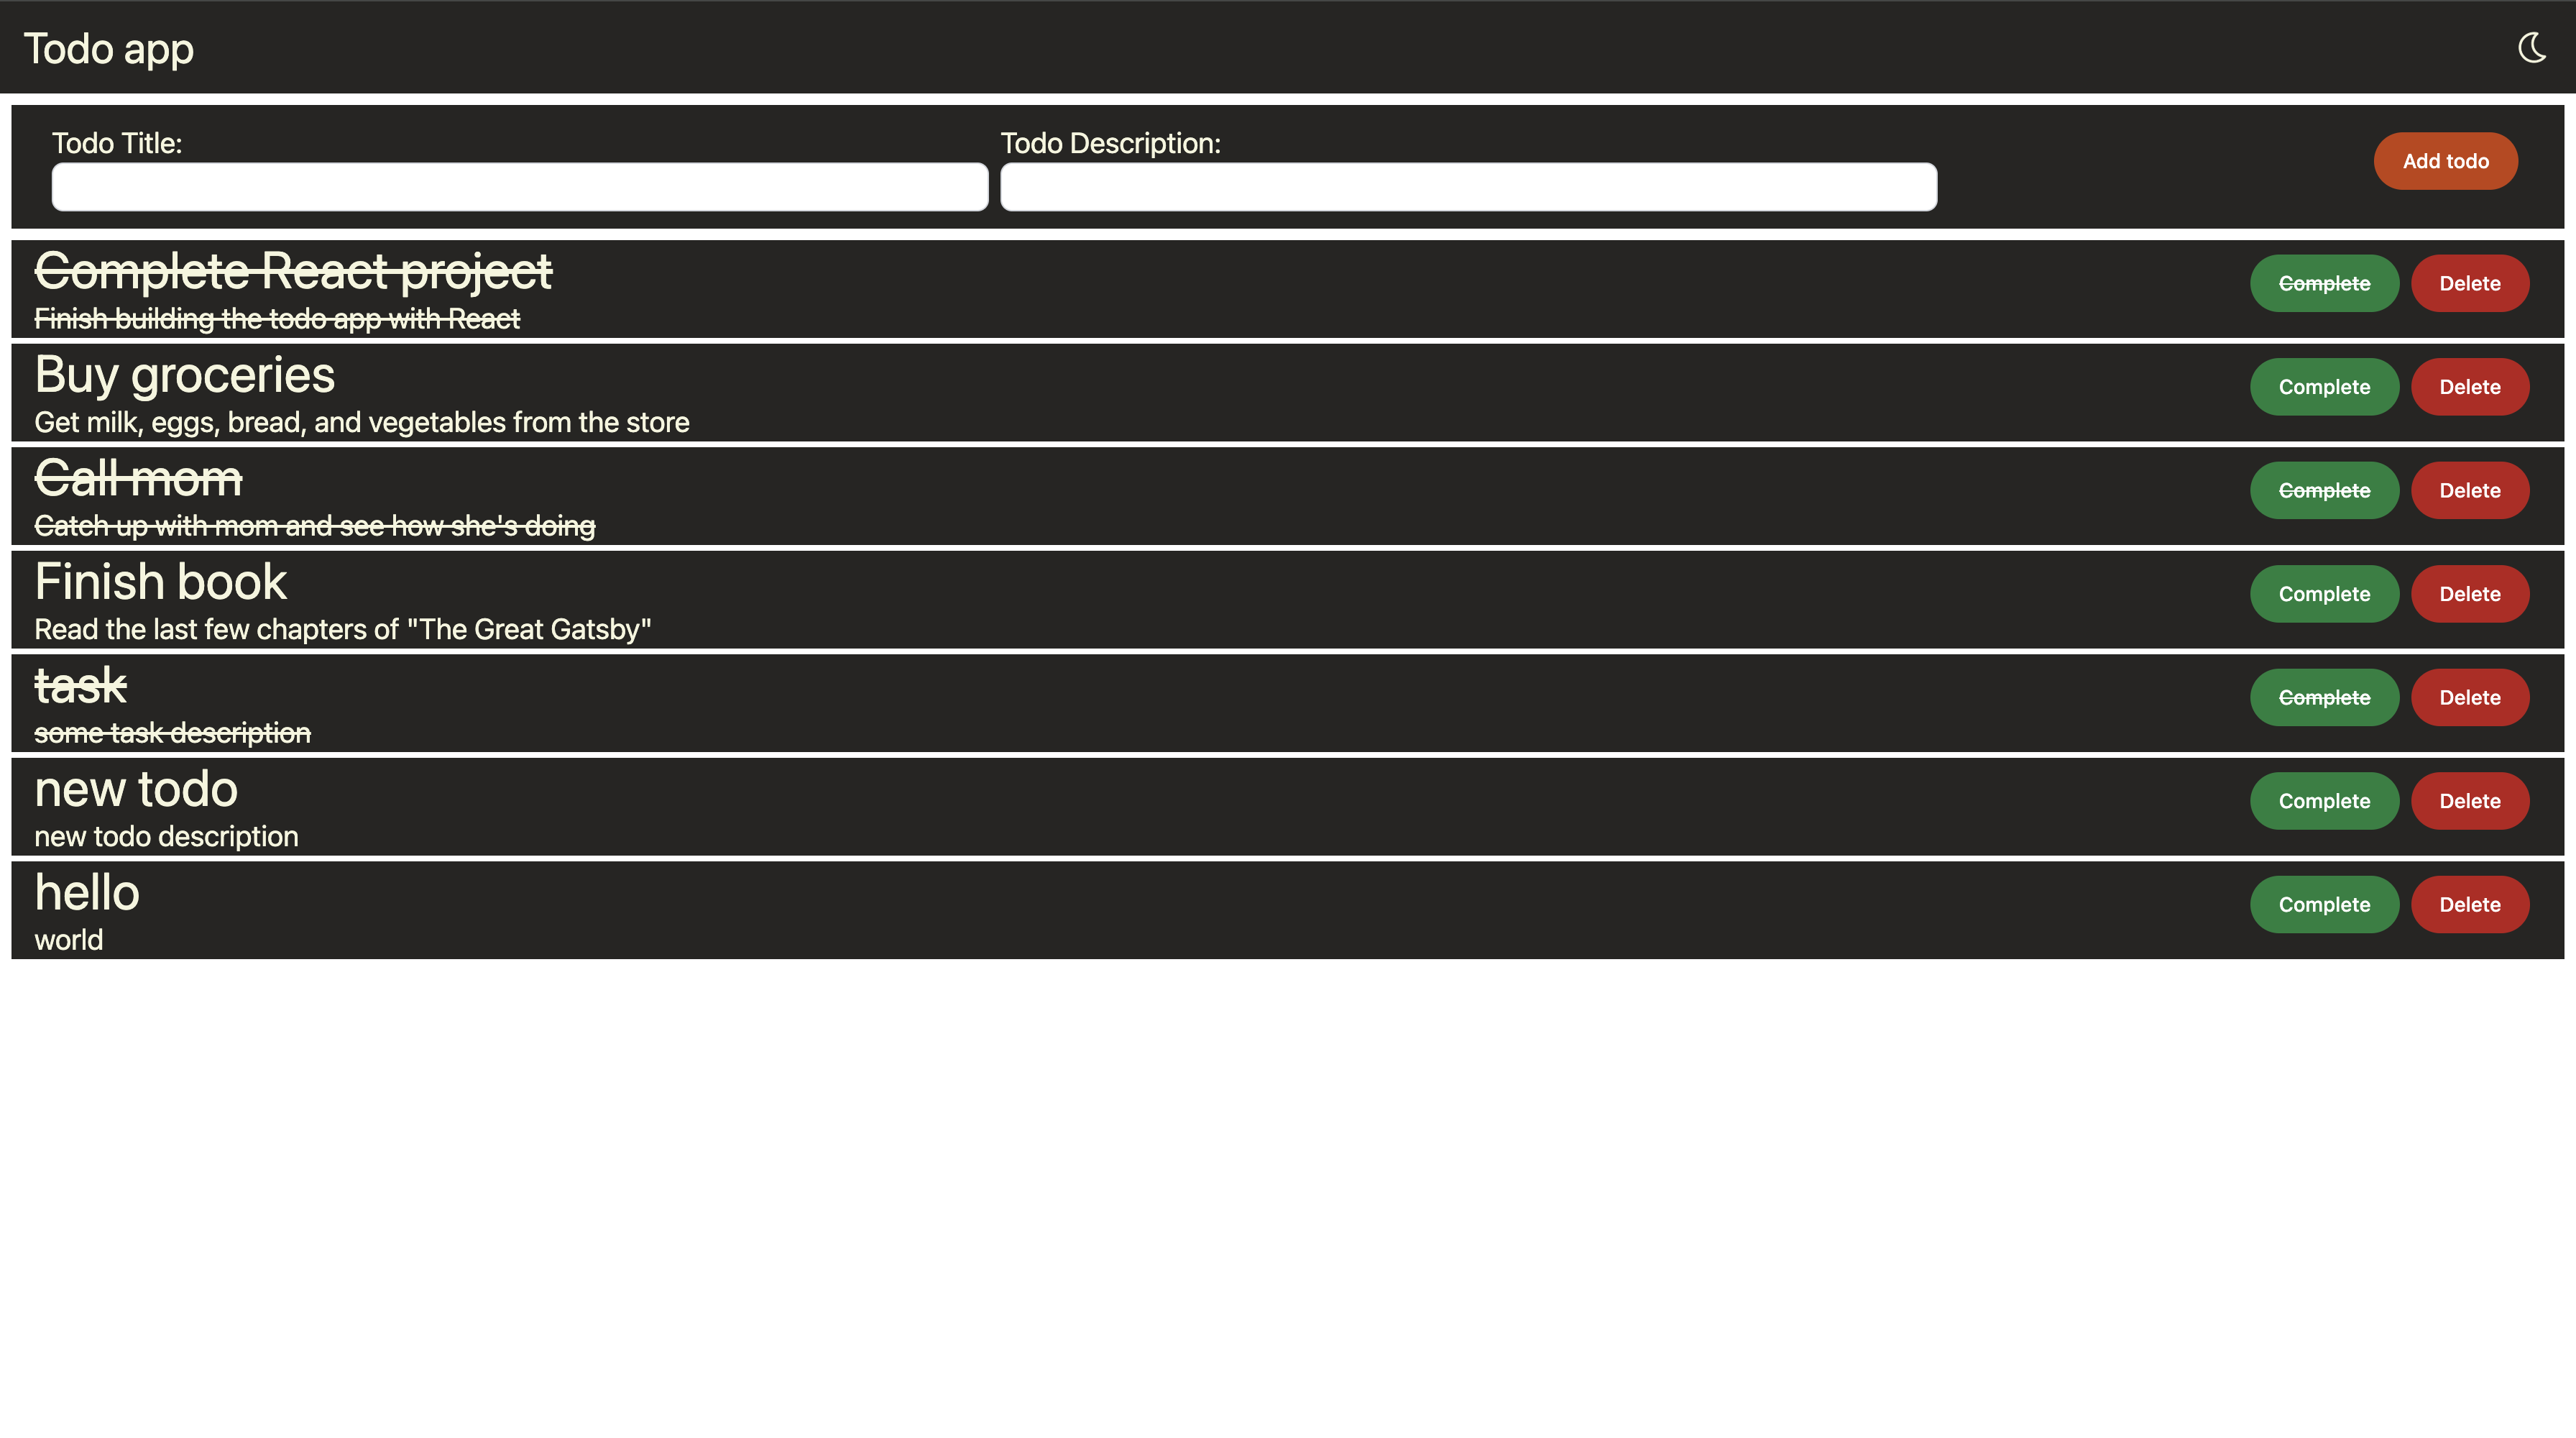 Todo app
Todo Title:
Todo Description:
Add todo
Complete React project
Finish building the todo app with React
Complete
Delete
Buy groceries
Get milk, eggs, bread, and vegetables from the store
Complete
Delete
Call mom
Catch up with mom and see how she's doing
Complete
Delete
Finish book
Read the last few chapters of "The Great Gatsby"
Complete
Delete
task
some task description
Complete
Delete
new todo
new todo description
Complete
Delete
hello
world
Complete
Delete